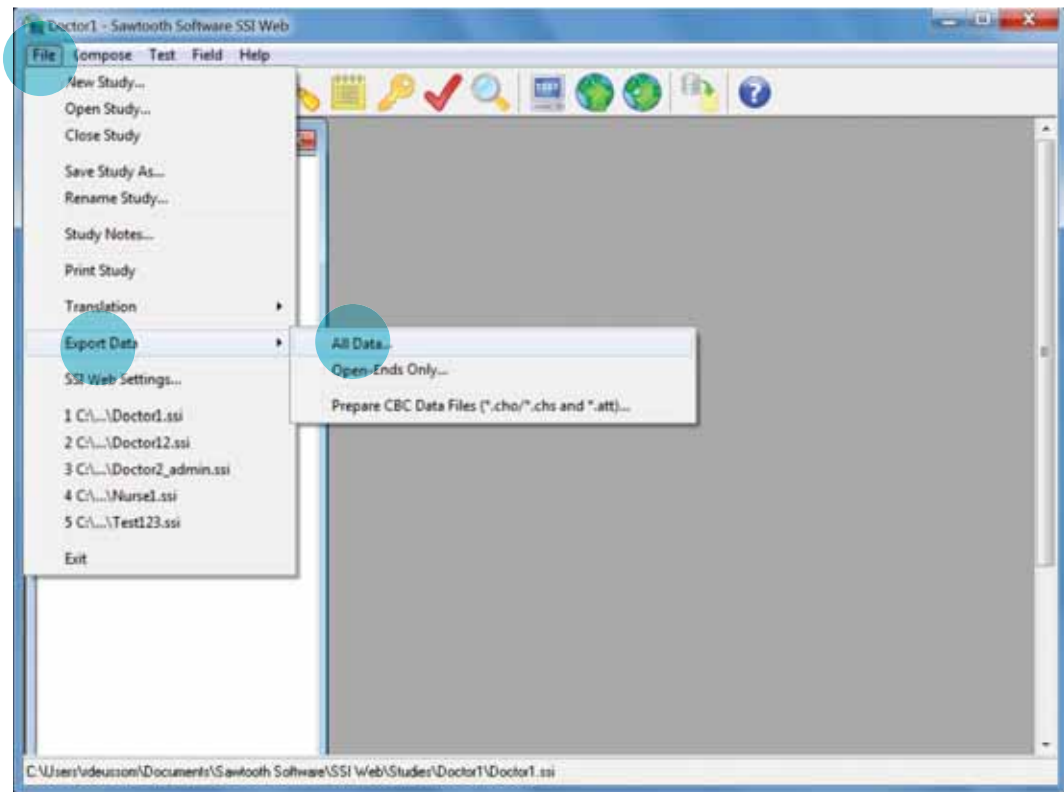 Doctor1 - Sawtooth Software SSI Web
File Compose Test Field Help
New Study...
Open Study...
Close Study
Save Study As...
Rename Study...
Study Notes...
Print Study
Translation
Export Data
All Data...
Open-Ends Only...
SSI Web Settings...
Prepare CBC Data Files (*.cho/*.chs and *.att)...
1 C:\...\Doctor1.ssi
2 C:\...\Doctor12.ssi
3 C:\...\Doctor2_admin.ssi
4 C:\...\Nurse1.ssi
5 C:\...\Test123.ssi
Exit
C:\Users\vdeussom\Documents\Sawtooth Software\SSI Web\Studies\Doctor1\Doctor1.ssi